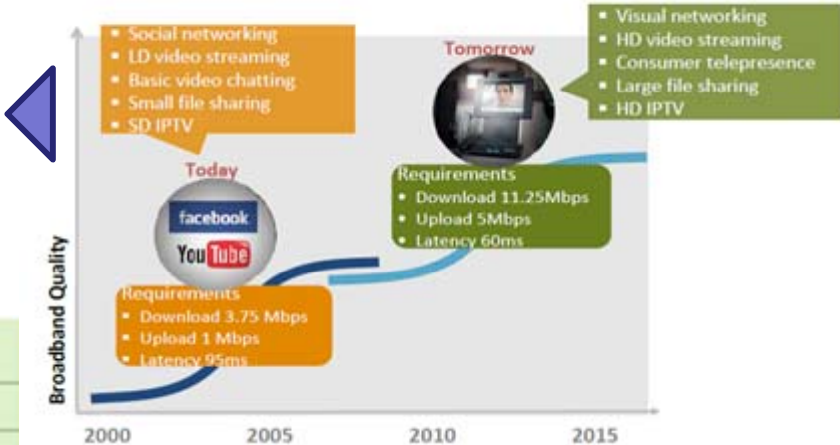 ▪ Social networking
▪ LD video streaming
▪ Basic video chatting
▪ Small file sharing
▪ SD IPTV
Today
facebook
YouTube
Requirements
▪ Download 3.75 Mbps
▪ Upload 1 Mbps
▪ Latency 95ms
Tomorrow
▪ Visual networking
▪ HD video streaming
▪ Consumer telepresence
▪ Large file sharing
▪ HD IPTV
Requirements
• Download 11.25Mbps
• Upload 5Mbps
• Latency 60ms
Broadband Quality
2000 2005 2010 2015